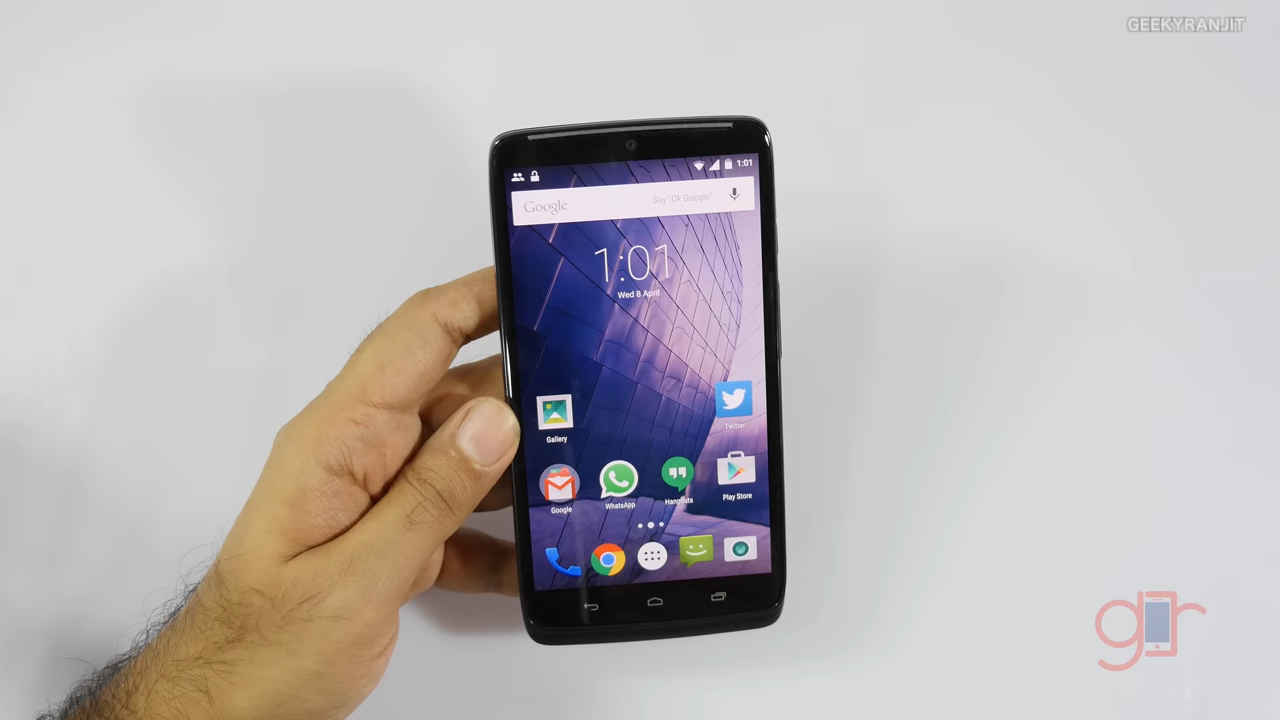 GEEKYRANJIT
1:01
Google Say "Ok Google"
1:01
Wed 8 April
Gallery
Twitter
Google
WhatsApp
Hangouts
Play Store
gr